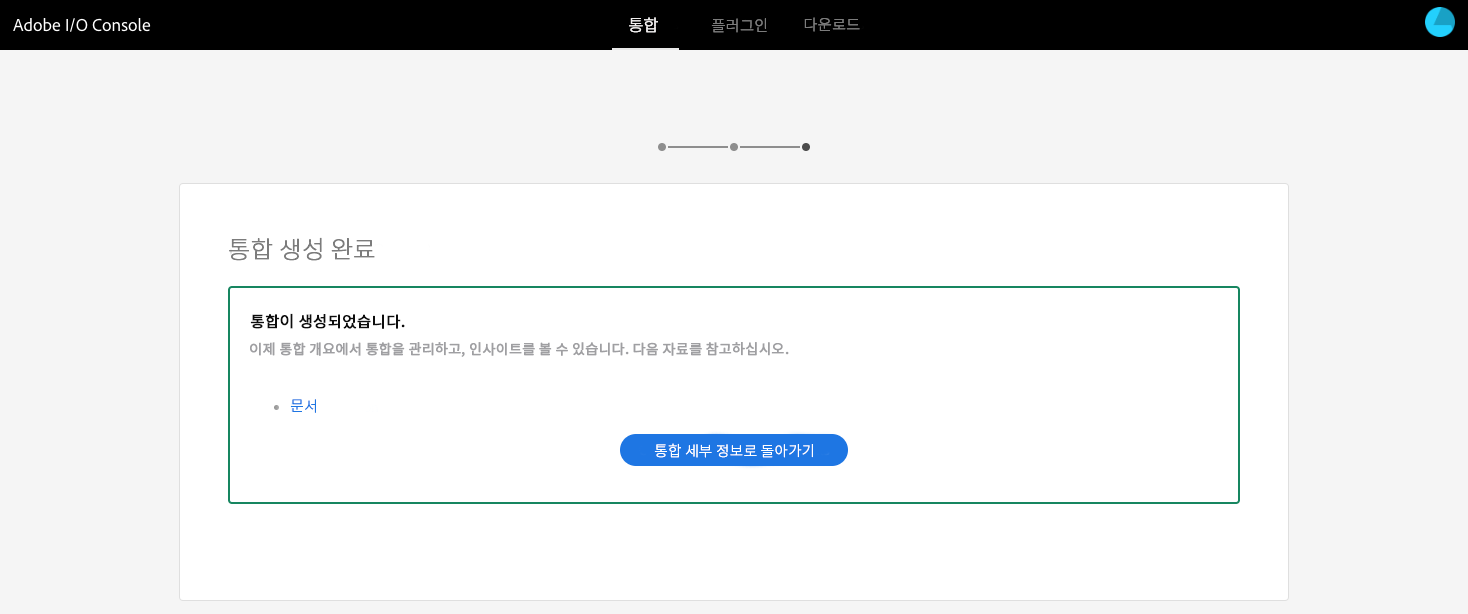 Adobe I/O Console
통합
플러그인
다운로드
통합 생성 완료
통합이 생성되었습니다.
이제 통합 개요에서 통합을 관리하고, 인사이트를 볼 수 있습니다. 다음 자료를 참고하십시오.
문서
통합 세부 정보로 돌아가기